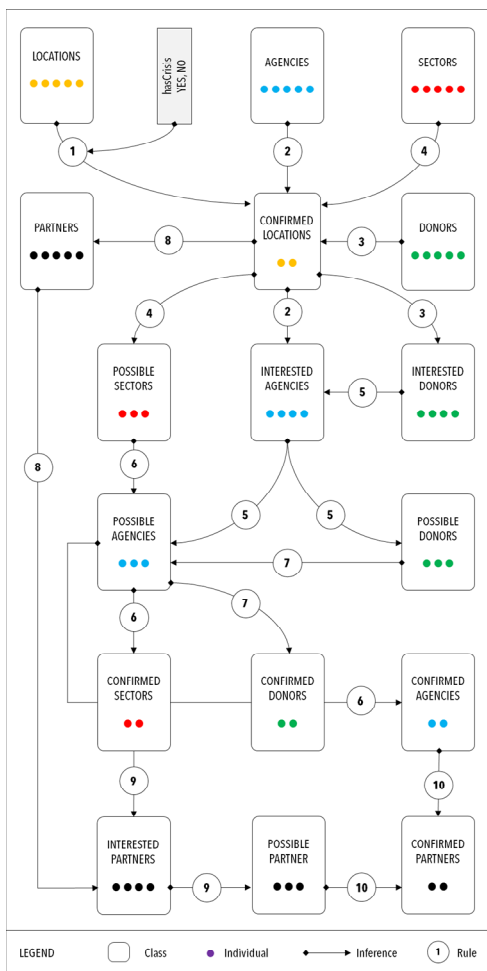 LOCATIONS
hasCrisis
YES, NO
AGENCIES
SECTORS
1
2
4
PARTNERS
8
CONFIRMED
LOCATIONS
3
DONORS
4
2
3
POSSIBLE
SECTORS
INTERESTED
AGENCIES
5
INTERESTED
DONORS
8
6
POSSIBLE
AGENCIES
5
5
POSSIBLE
DONORS
7
6
7
CONFIRMED
SECTORS
CONFIRMED
DONORS
6
CONFIRMED
AGENCIES
9
10
INTERESTED
PARTNERS
9
POSSIBLE
PARTNER
10
CONFIRMED
PARTNERS
LEGEND
Class
Individual
Inference
1
Rule